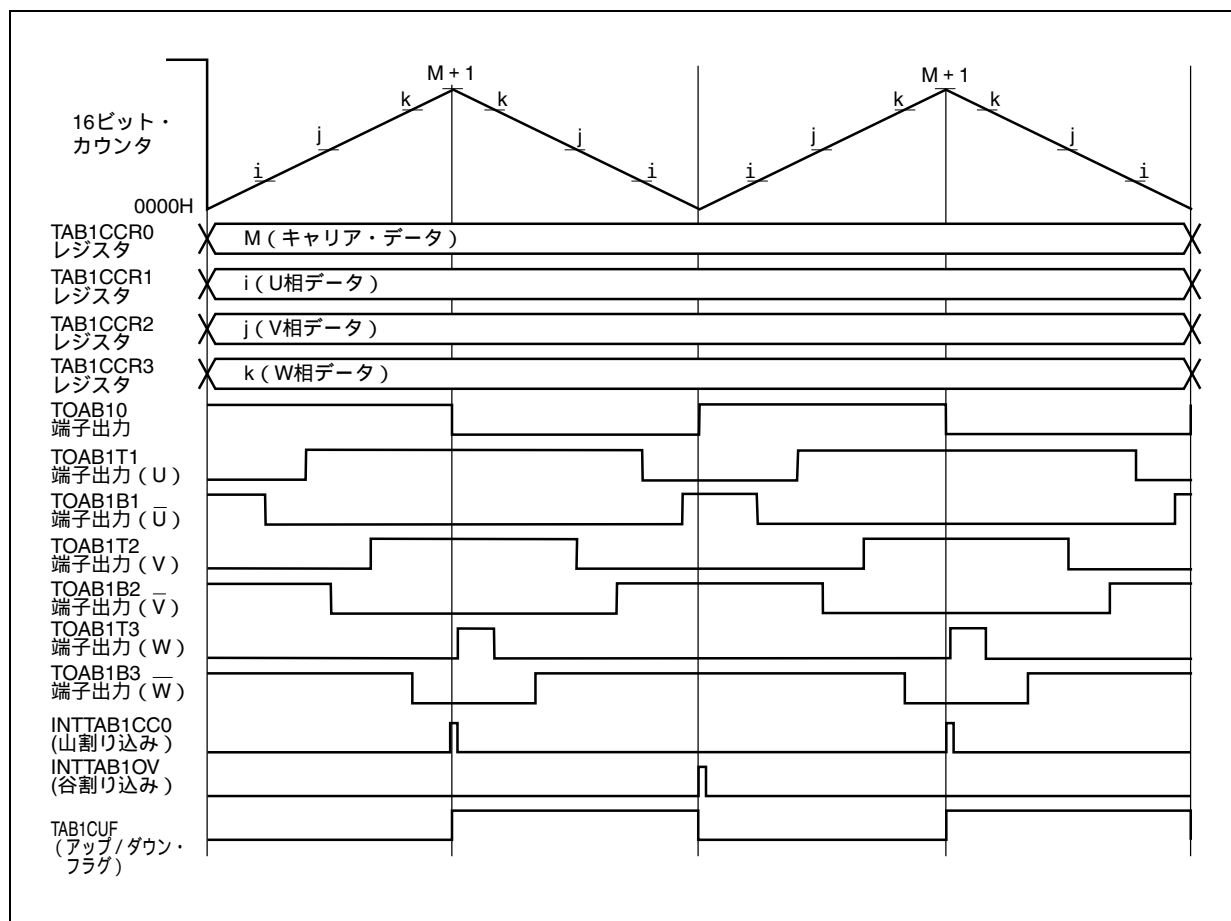 M + 1
M + 1
k
k
k
k
16ビット・
カウンタ
j
j
j
j
i
i
i
i
0000H
TAB1CCR0
レジスタ
M ( キャリア・データ )
TAB1CCR1
レジスタ
i ( U相データ )
TAB1CCR2
レジスタ
j ( V相データ )
TAB1CCR3
レジスタ
k ( W相データ )
TOAB10
端子出力
TOAB1T1
端子出力 ( U )
TOAB1B1
端子出力 ( U̅ )
TOAB1T2
端子出力 ( V )
TOAB1B2
端子出力 ( V̅ )
TOAB1T3
端子出力 ( W )
TOAB1B3
端子出力 ( W̅ )
INTTAB1CC0
(山割り込み )
INTTAB1OV
(谷割り込み )
TAB1CUF
( アップ / ダウン・
フラグ )